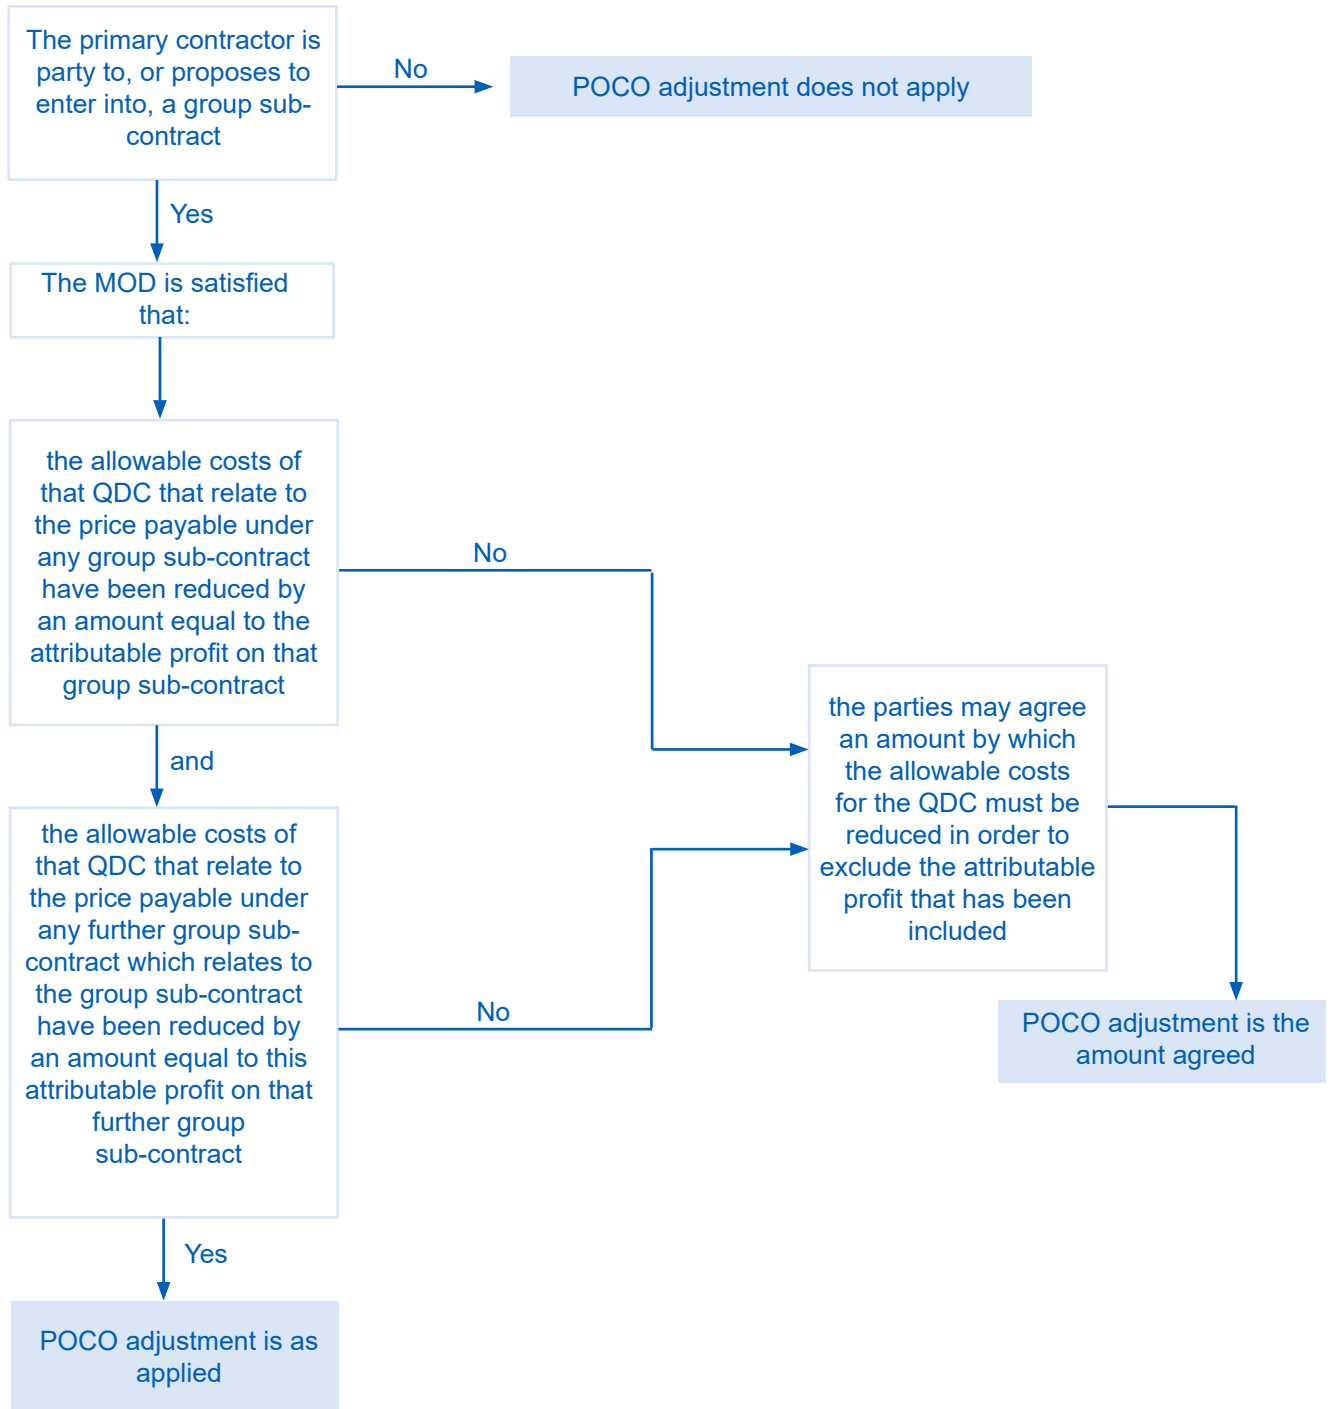 The primary contractor is
party to, or proposes to
enter into, a group sub-
contract
No
POCO adjustment does not apply
Yes
The MOD is satisfied
that:
the allowable costs of
that QDC that relate to
the price payable under
any group sub-contract
have been reduced by
an amount equal to the
attributable profit on that
group sub-contract
No
and
the allowable costs of
that QDC that relate to
the price payable under
any further group sub-
contract which relates to
the group sub-contract
have been reduced by
an amount equal to this
attributable profit on that
further group
sub-contract
No
the parties may agree
an amount by which
the allowable costs
for the QDC must be
reduced in order to
exclude the attributable
profit that has been
included
POCO adjustment is the
amount agreed
Yes
POCO adjustment is as
applied